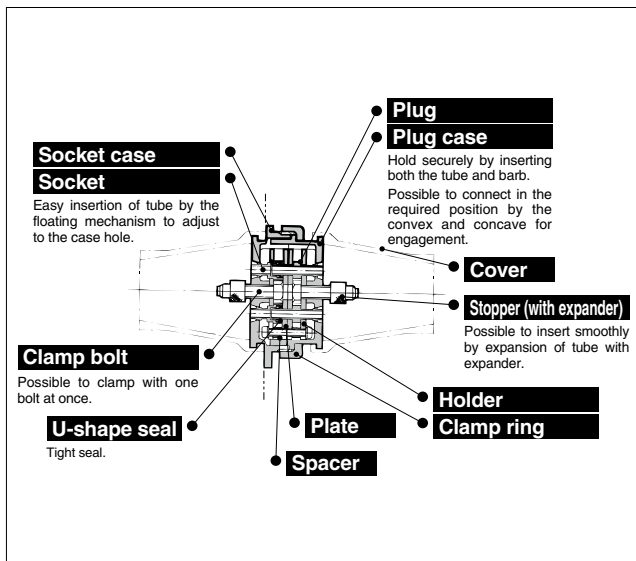 Plug
Plug case
Hold securely by inserting
both the tube and barb.
Possible to connect in the
required position by the
convex and concave for
engagement.
Socket case
Socket
Easy insertion of tube by the
floating mechanism to adjust
to the case hole.
Cover
Stopper (with expander)
Possible to insert smoothly
by expansion of tube with
expander.
Clamp bolt
Possible to clamp with one
bolt at once.
Holder
Clamp ring
U-shape seal
Tight seal.
Plate
Spacer